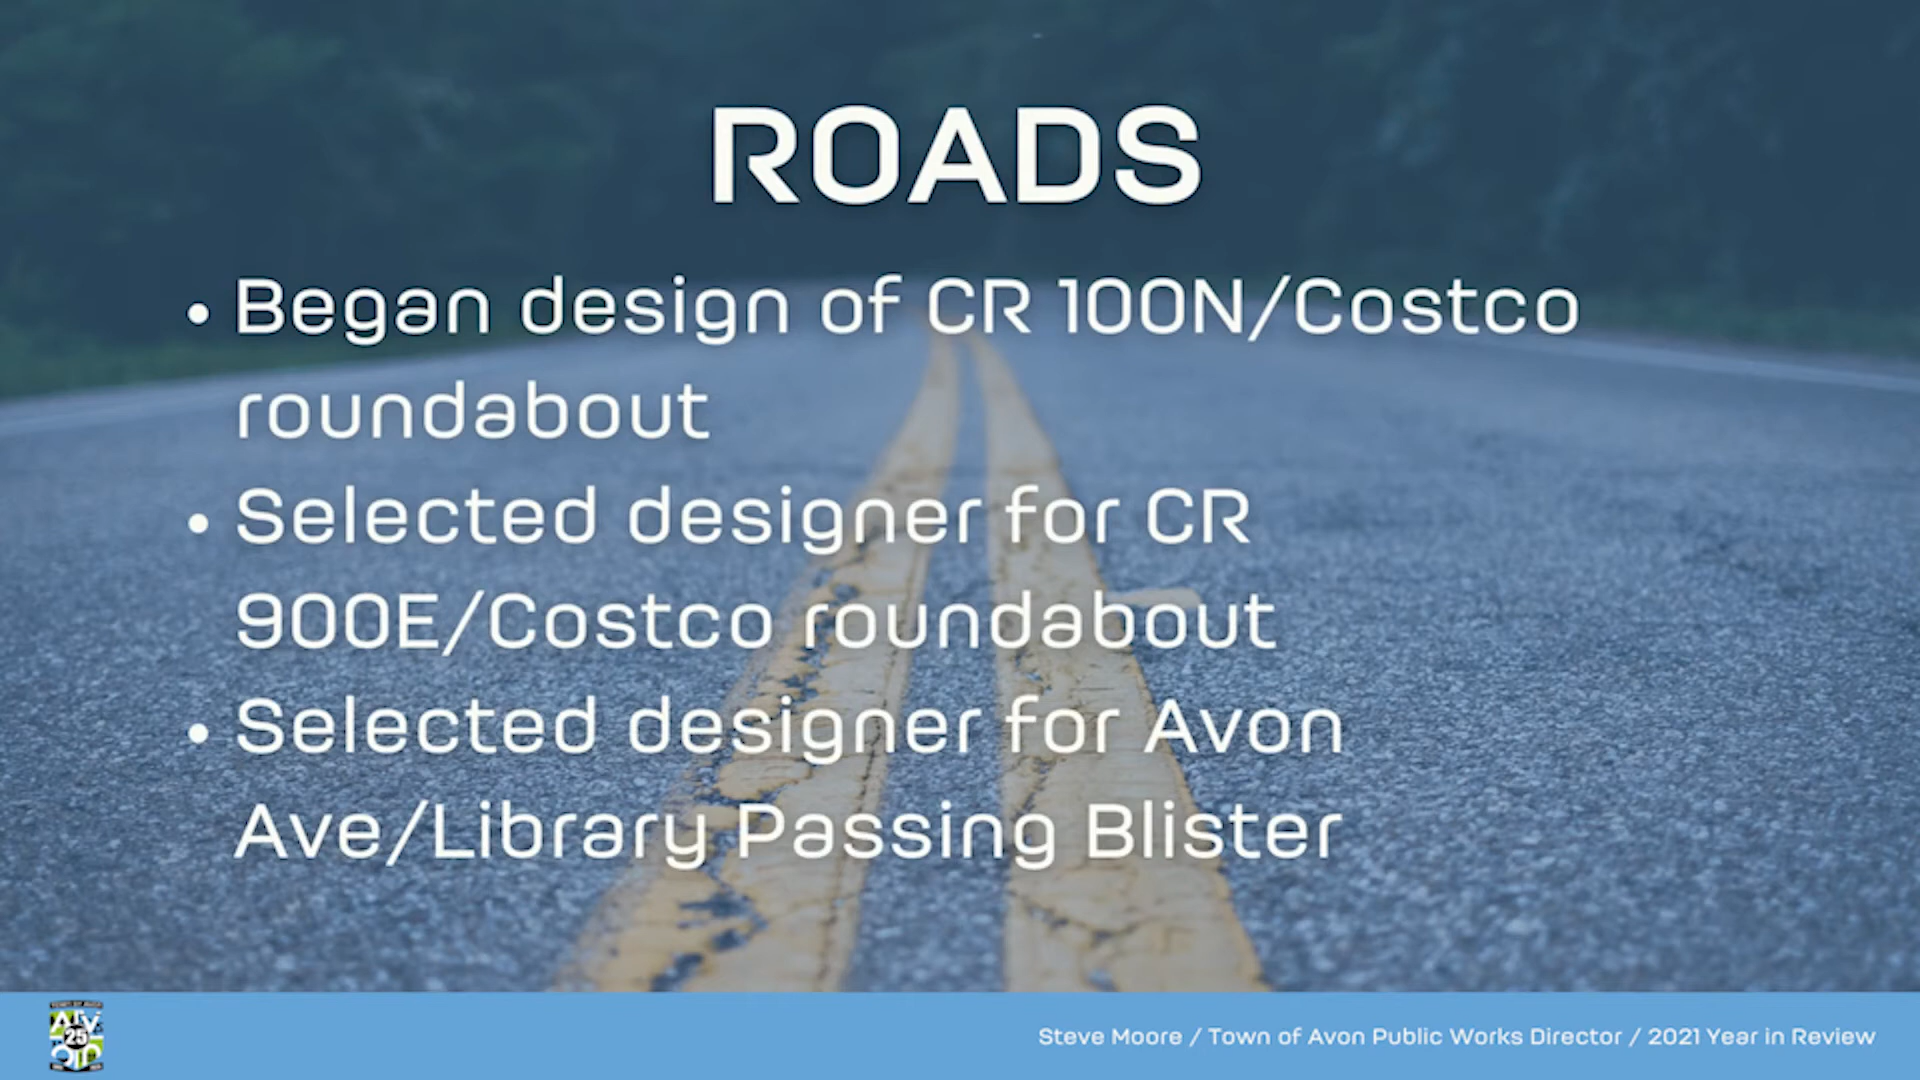 ROADS
• Began design of CR 100N/Costco
roundabout
• Selected designer for CR
900E/Costco roundabout
• Selected designer for Avon
Ave/Library Passing Blister
25
Steve Moore / Town of Avon Public Works Director / 2021 Year in Review